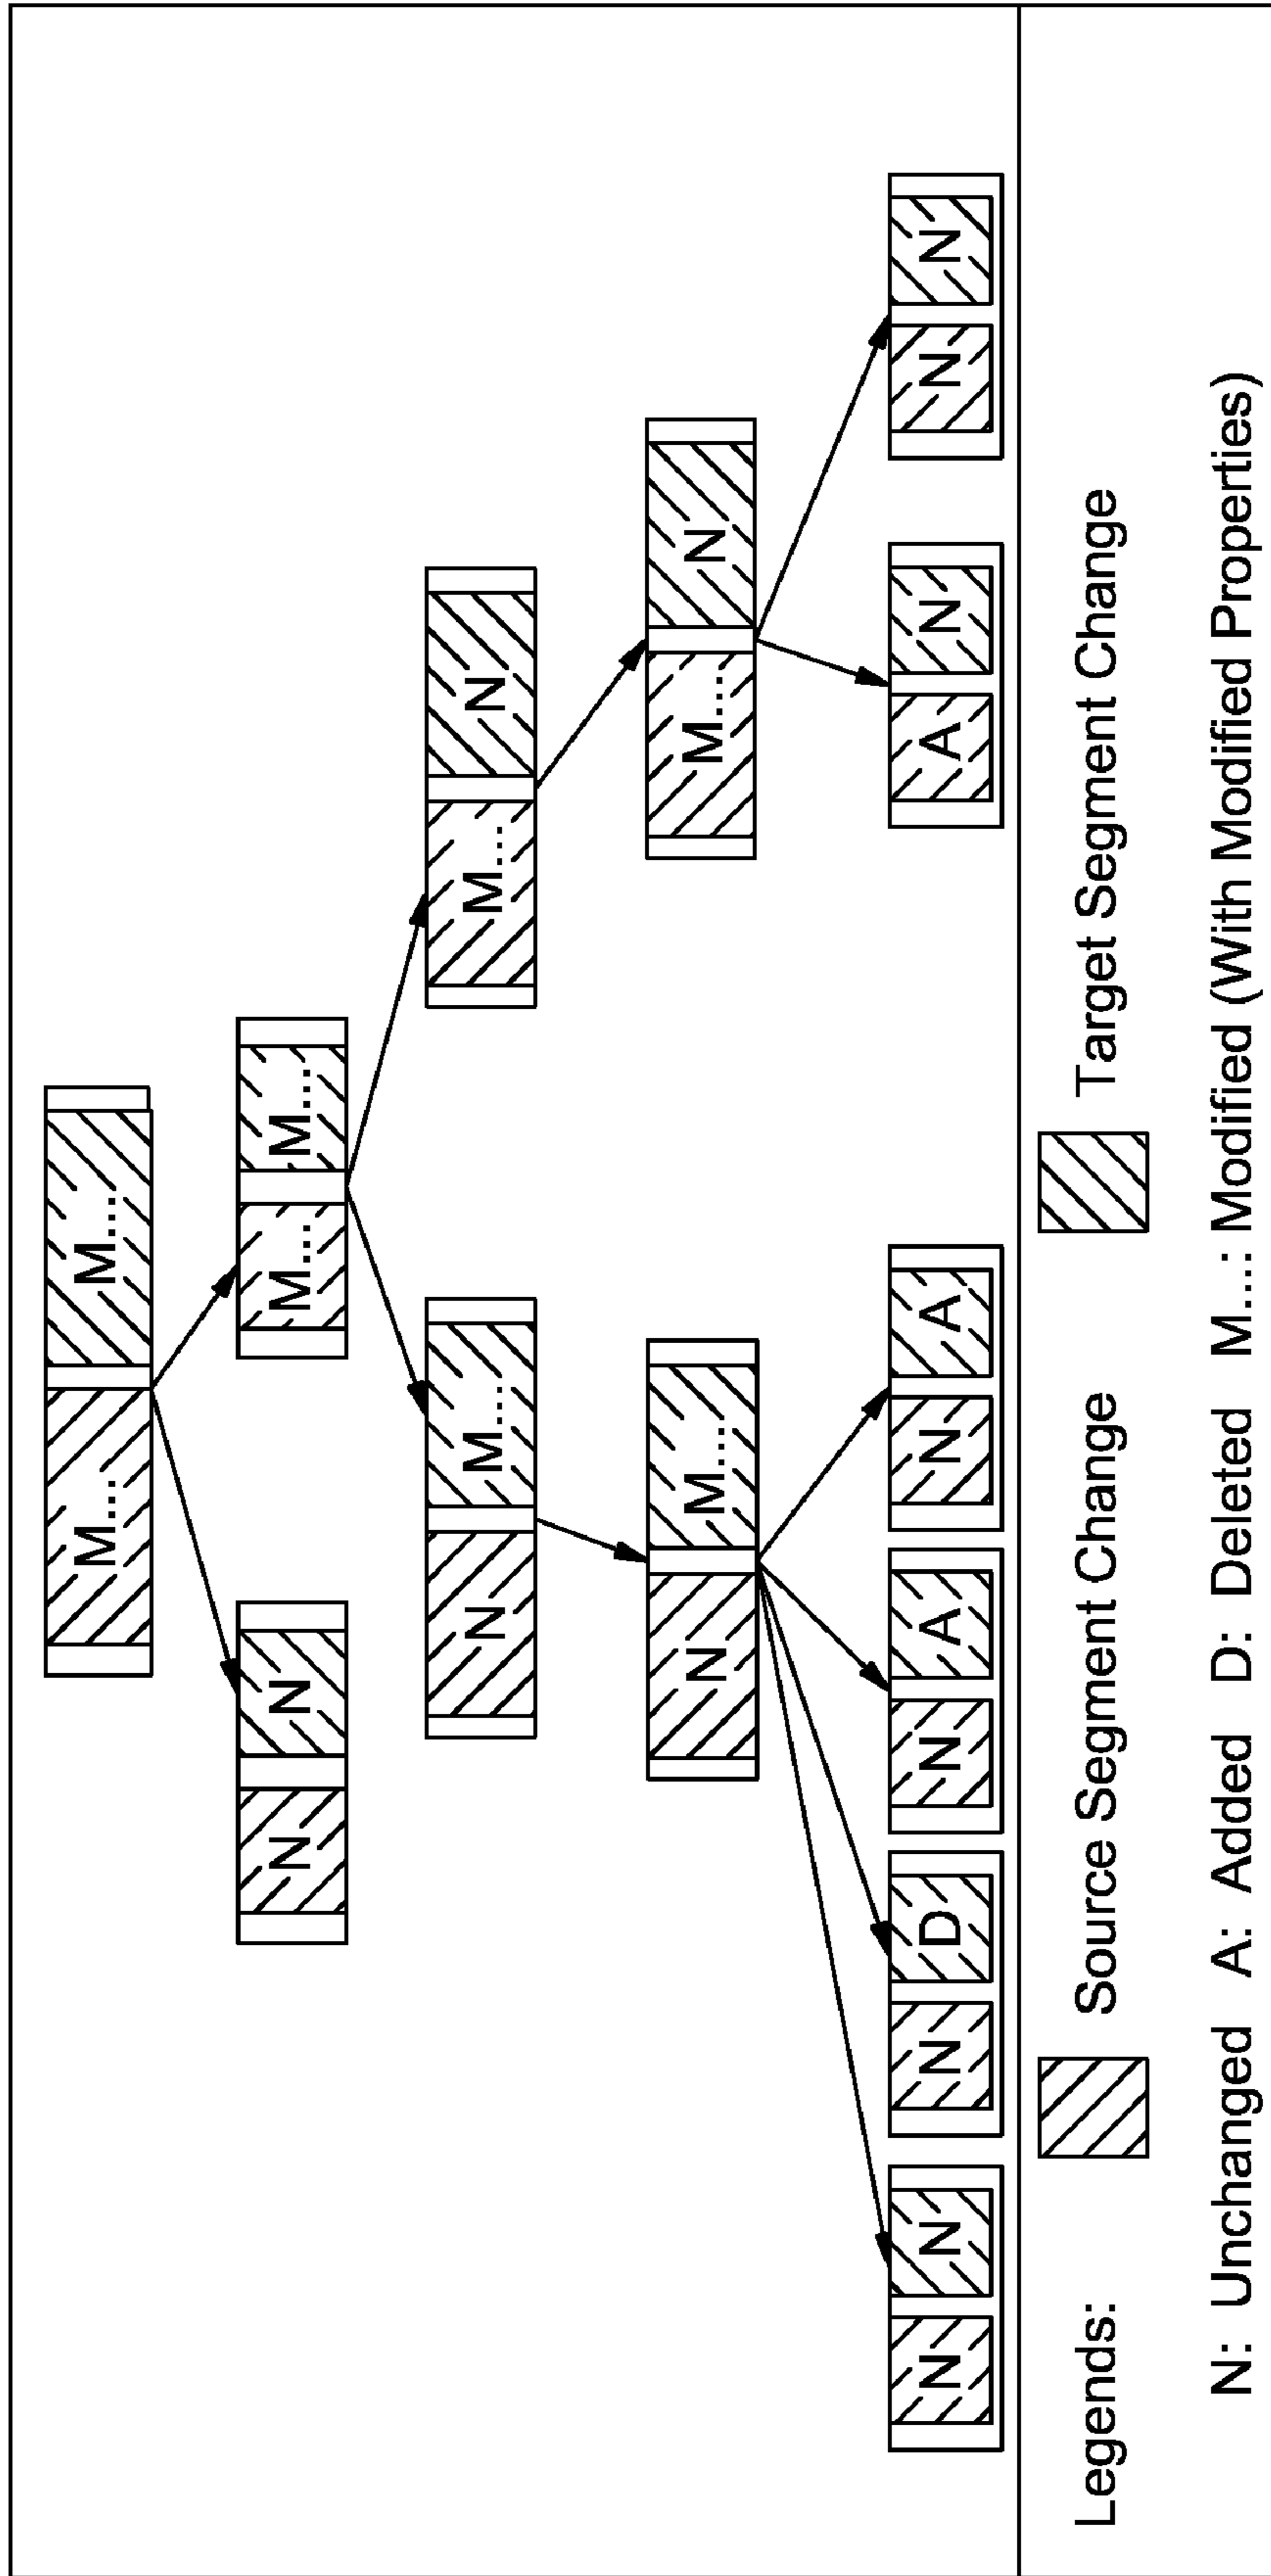 M... M...
N N M... M...
N M... M... N
N M... M... N
N N N D N A N A A N N N
Legends: Source Segment Change Target Segment Change
N: Unchanged A: Added D: Deleted M...: Modified (With Modified Properties)